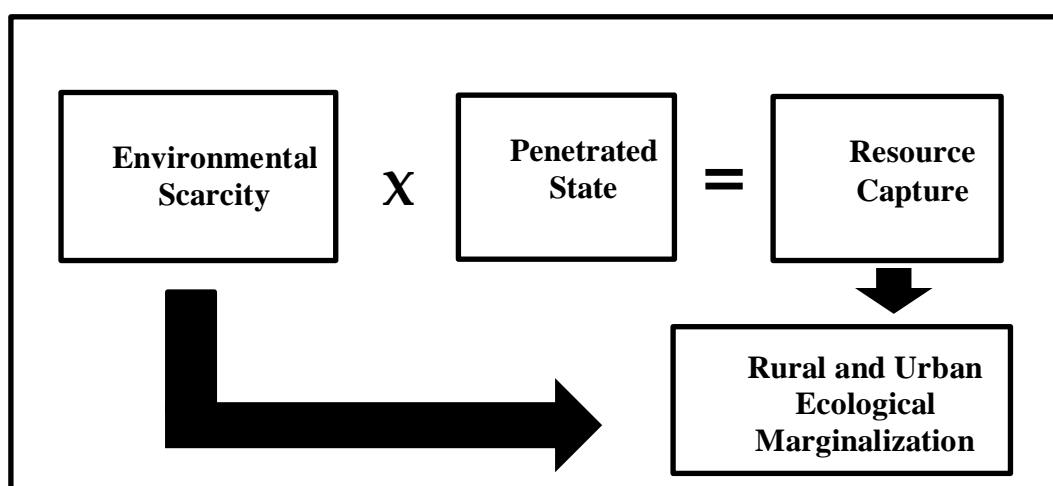 Environmental
Scarcity
x
Penetrated
State
=
Resource
Capture
Rural and Urban
Ecological
Marginalization